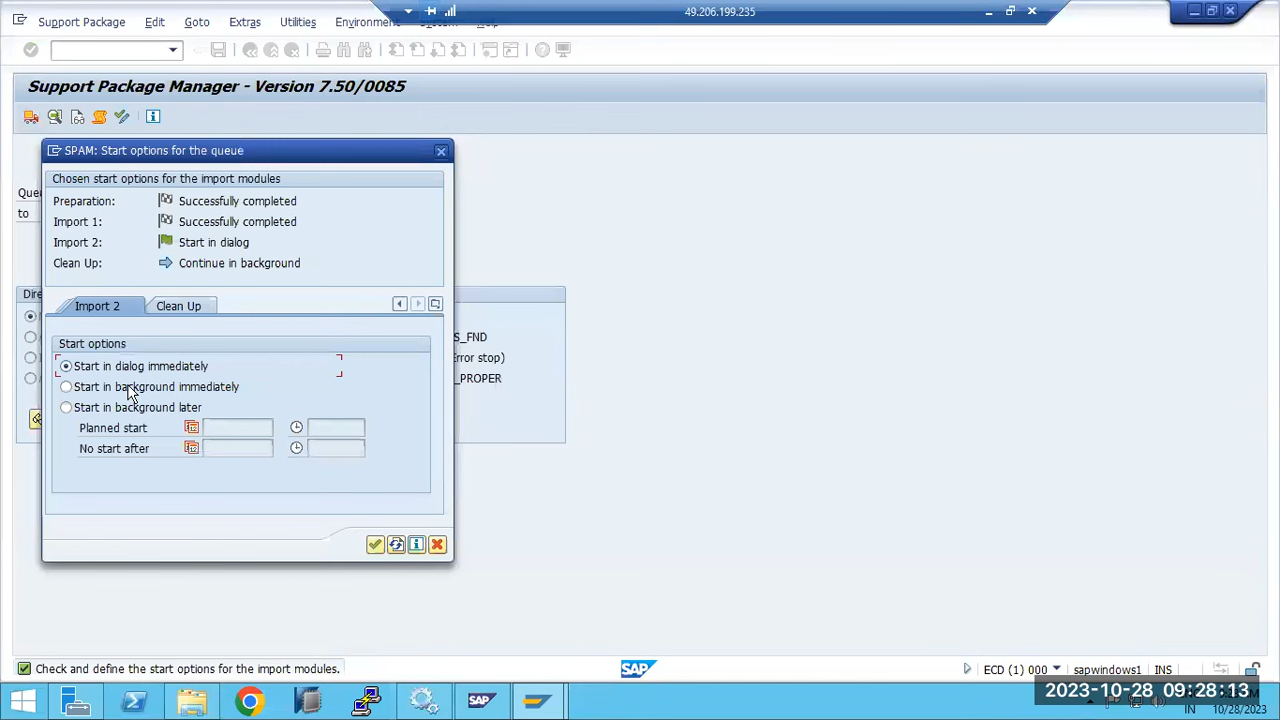 49.206.199.235
Support Package Edit Goto Extras Utilities Environment
Support Package Manager - Version 7.50/0085
SPAM: Start options for the queue
Chosen start options for the import modules
Preparation: Successfully completed
Import 1: Successfully completed
Import 2: Start in dialog
Clean Up: Continue in background
to
Import 2 Clean Up
Start options
Start in dialog immediately
Start in background immediately
Start in background later
Planned start
No start after
S_FND
Error stop)
_PROPER
Check and define the start options for the import modules.
SAP
ECD (1) 000 sapwindows1 INS
SAP
2023-10-28 09:28:13
IN 10/28/2023